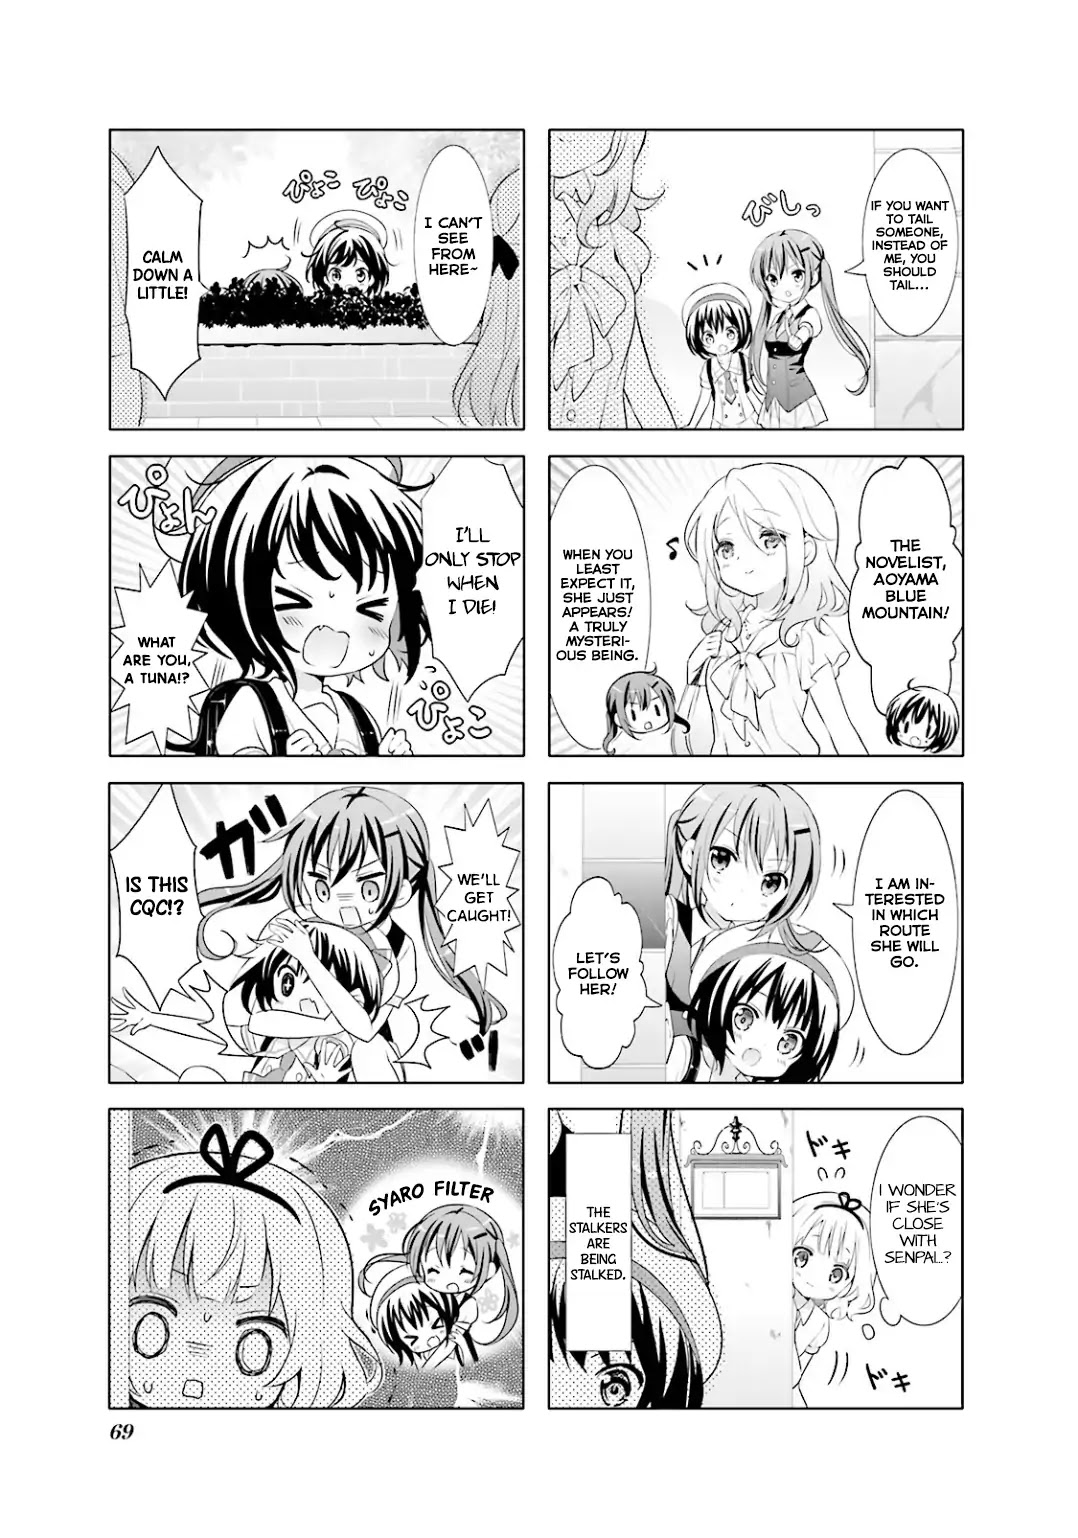 IF YOU WANT
TO TAIL
SOMEONE,
INSTEAD OF
ME, YOU
SHOULD
TAIL...
びしっ
THE
NOVELIST,
AOYAMA
BLUE
MOUNTAIN!
WHEN YOU
LEAST
EXPECT IT,
SHE JUST
APPEARS!
A TRULY
MYSTERI-
OUS BEING.
I AM IN-
TERESTED
IN WHICH
ROUTE
SHE WILL
GO.
LET'S
FOLLOW
HER!
ドキ
I WONDER
IF SHE'S
CLOSE
WITH
SENPAI...?
THE
STALKERS
ARE
BEING
STALKED.
ドキ
I CAN'T
SEE
FROM
HERE~
ぴょこ
ぴょこ
CALM
DOWN A
LITTLE!
I'LL
ONLY STOP
WHEN
I DIE!
ぴょん
WHAT
ARE YOU,
A TUNA!?
ぴょこ
WE'LL
GET
CAUGHT!
ガ
ガッ
IS THIS
CQC!?
SYARO FILTER
69